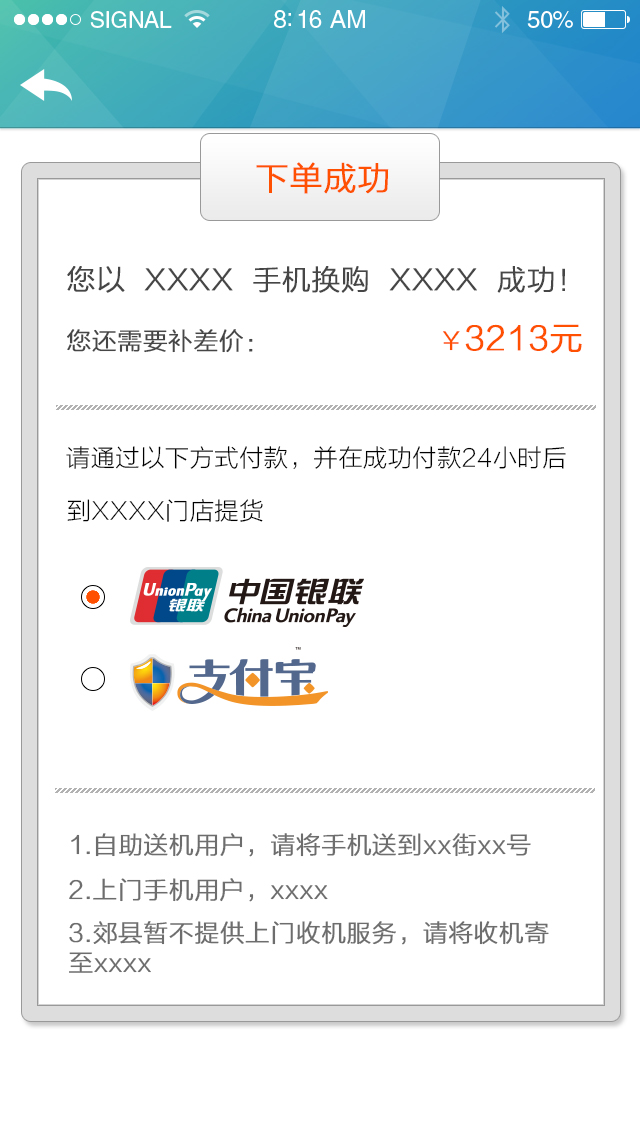 SIGNAL 8:16 AM 50%
下单成功
您以 XXXX 手机换购 XXXX 成功！
您还需要补差价： ￥3213元
请通过以下方式付款，并在成功付款24小时后
到XXXX门店提货
UnionPay 中国银联
银联 China UnionPay
支付宝™
1.自助送机用户，请将手机送到xx街xx号
2.上门手机用户，xxxx
3.郊县暂不提供上门收机服务，请将收机寄
至xxxx